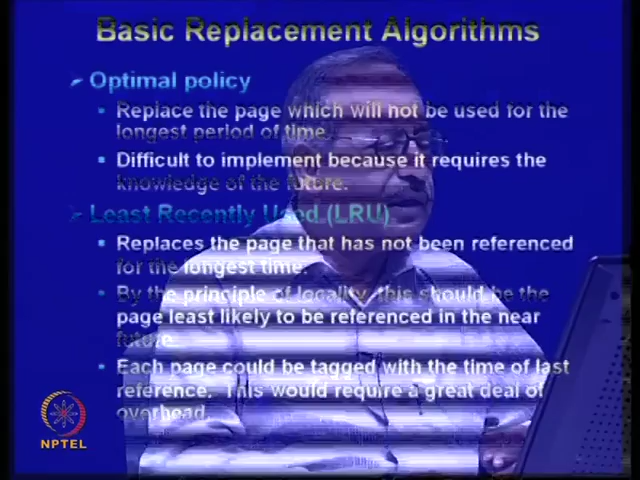 Basic Replacement Algorithms
Optimal policy
Replace the page which will not be used for the
longest period of time.
Difficult to implement because it requires the
knowledge of the future.
Least Recently Used (LRU)
Replaces the page that has not been referenced
for the longest time.
By the principle of locality, this should be the
page least likely to be referenced in the near
future.
Each page could be tagged with the time of last
reference. This would require a great deal of
overhead.
NPTEL